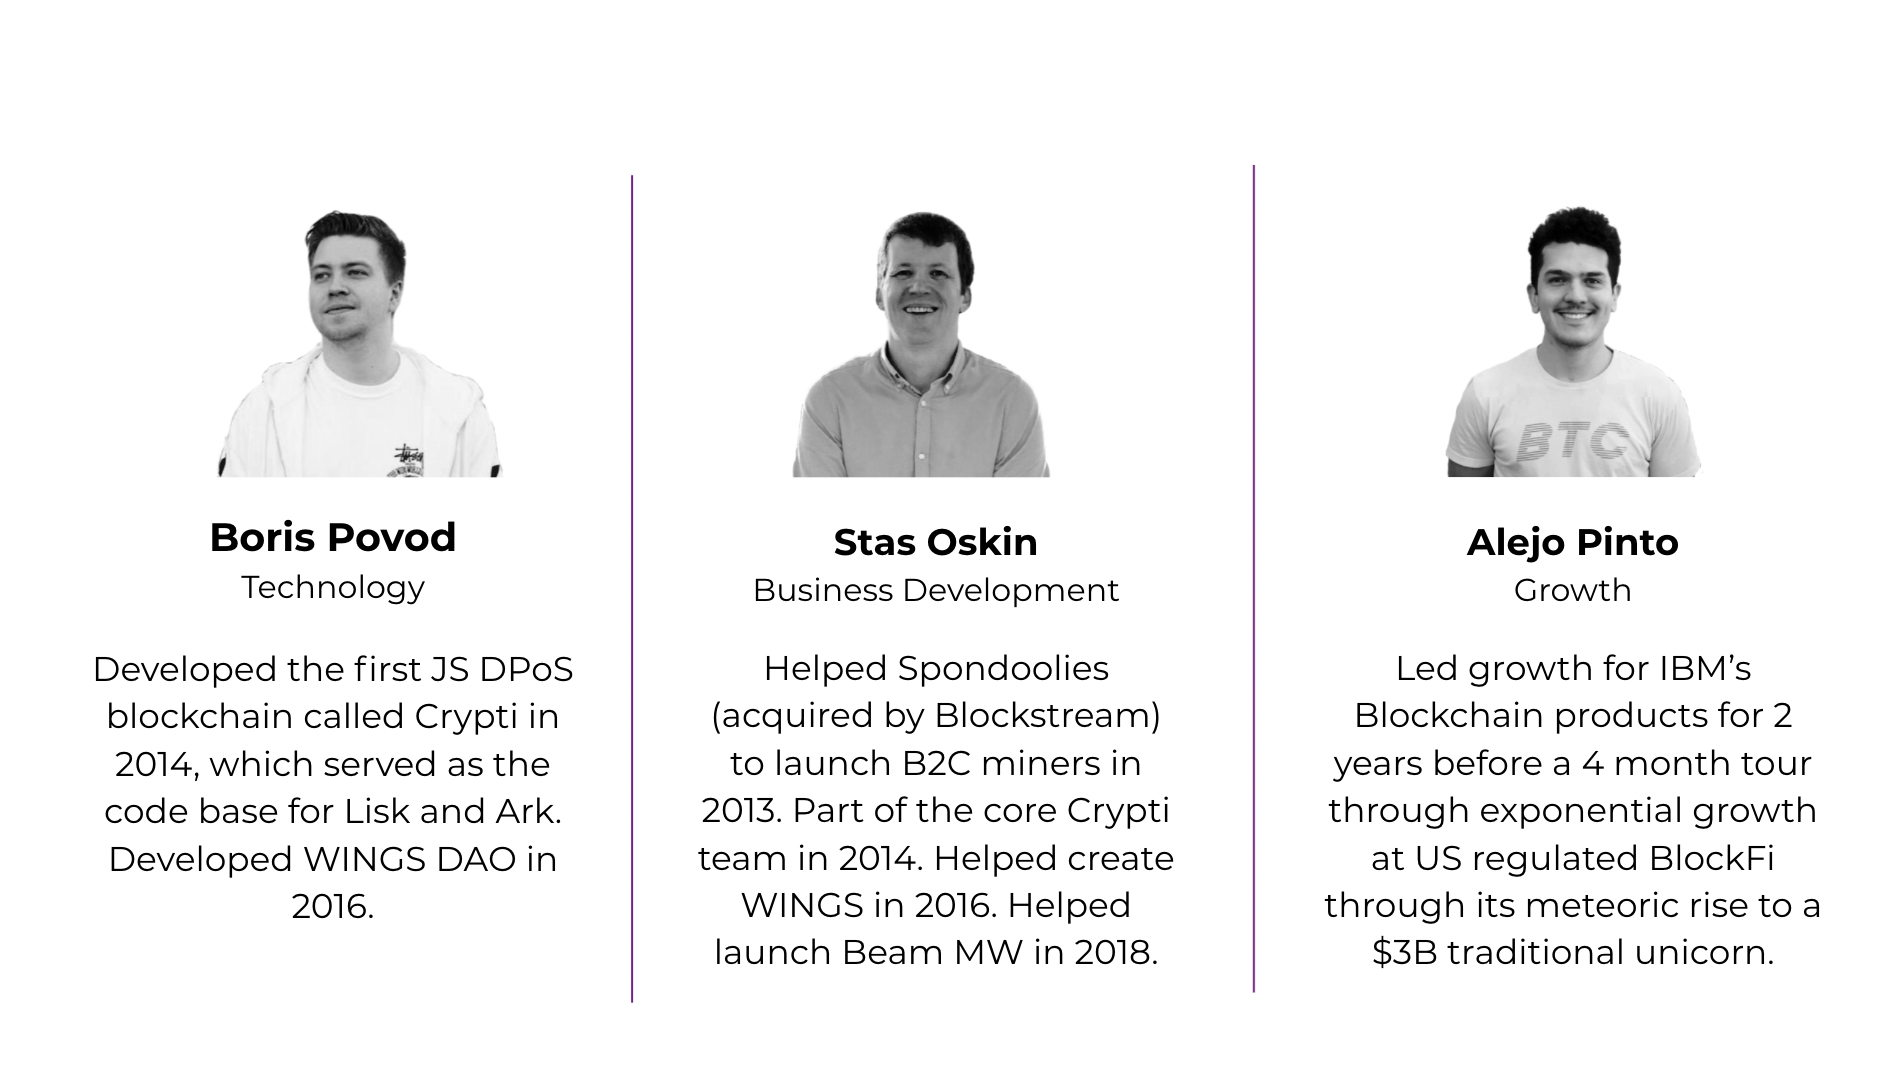 BTC
Boris Povod
Technology
Developed the first JS DPoS
blockchain called Crypti in
2014, which served as the
code base for Lisk and Ark.
Developed WINGS DAO in
2016.
Stas Oskin
Business Development
Helped Spondoolies
(acquired by Blockstream)
to launch B2C miners in
2013. Part of the core Crypti
team in 2014. Helped create
WINGS in 2016. Helped
launch Beam MW in 2018.
Alejo Pinto
Growth
Led growth for IBM’s
Blockchain products for 2
years before a 4 month tour
through exponential growth
at US regulated BlockFi
through its meteoric rise to a
$3B traditional unicorn.